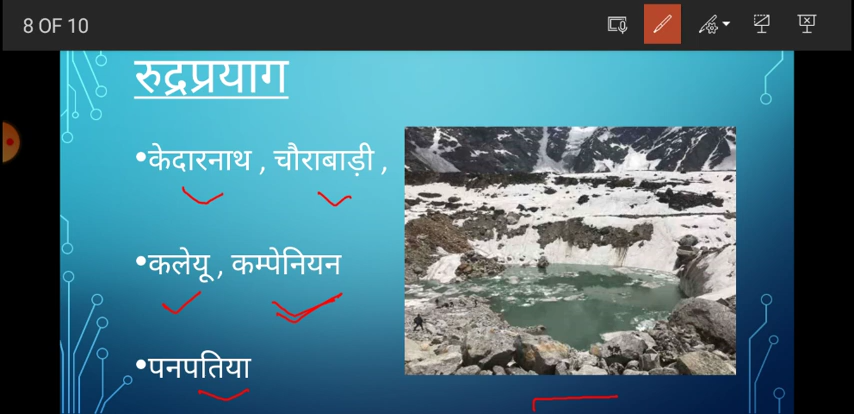 8 OF 10
रुद्रप्रयाग
•केदारनाथ , चौराबाड़ी ,
•कलेयू , कम्पेनियन
•पनपतिया